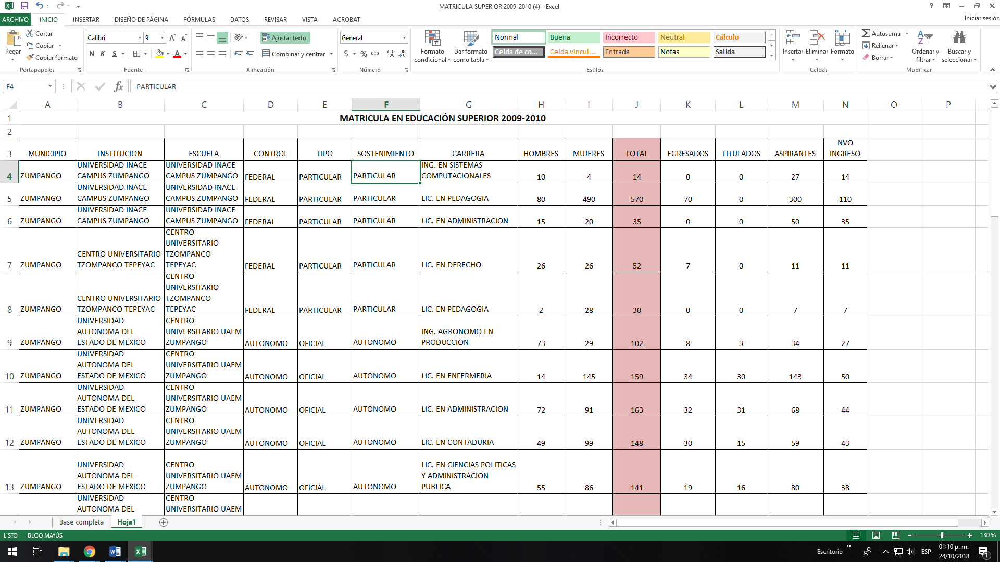 MATRICULA SUPERIOR 2009-2010 (4) - Excel
ARCHIVO INICIO INSERTAR DISEÑO DE PÁGINA FÓRMULAS DATOS REVISAR VISTA ACROBAT Iniciar sesión
Pegar
Cortar
Copiar
Copiar formato
Portapapeles
Calibri 9
N K S
Fuente
Ajustar texto
Combinar y centrar
Alineación
General
$ % 000
Número
Formato condicional
Dar formato como tabla
Normal Buena Incorrecto Neutral Cálculo
Celda de co... Celda vincul... Entrada Notas Salida
Estilos
Insertar Eliminar Formato
Celdas
Autosuma
Rellenar
Borrar
Ordenar y filtrar
Buscar y seleccionar
Modificar
F4 fx PARTICULAR
A B C D E F G H I J K L M N O P
1 MATRICULA EN EDUCACIÓN SUPERIOR 2009-2010
2
3 MUNICIPIO INSTITUCION ESCUELA CONTROL TIPO SOSTENIMIENTO CARRERA HOMBRES MUJERES TOTAL EGRESADOS TITULADOS ASPIRANTES NVO INGRESO
4 ZUMPANGO UNIVERSIDAD INACE CAMPUS ZUMPANGO UNIVERSIDAD INACE CAMPUS ZUMPANGO FEDERAL PARTICULAR PARTICULAR ING. EN SISTEMAS COMPUTACIONALES 10 4 14 0 0 27 14
5 ZUMPANGO UNIVERSIDAD INACE CAMPUS ZUMPANGO UNIVERSIDAD INACE CAMPUS ZUMPANGO FEDERAL PARTICULAR PARTICULAR LIC. EN PEDAGOGIA 80 490 570 70 0 300 110
6 ZUMPANGO UNIVERSIDAD INACE CAMPUS ZUMPANGO UNIVERSIDAD INACE CAMPUS ZUMPANGO FEDERAL PARTICULAR PARTICULAR LIC. EN ADMINISTRACION 15 20 35 0 0 50 35
7 ZUMPANGO CENTRO UNIVERSITARIO TZOMPANCO TEPEYAC CENTRO UNIVERSITARIO TZOMPANCO TEPEYAC FEDERAL PARTICULAR PARTICULAR LIC. EN DERECHO 26 26 52 7 0 11 11
8 ZUMPANGO CENTRO UNIVERSITARIO TZOMPANCO TEPEYAC CENTRO UNIVERSITARIO TZOMPANCO TEPEYAC FEDERAL PARTICULAR PARTICULAR LIC. EN PEDAGOGIA 2 28 30 0 0 7 7
9 ZUMPANGO UNIVERSIDAD AUTONOMA DEL ESTADO DE MEXICO CENTRO UNIVERSITARIO UAEM ZUMPANGO AUTONOMO OFICIAL AUTONOMO ING. AGRONOMO EN PRODUCCION 73 29 102 8 3 34 27
10 ZUMPANGO UNIVERSIDAD AUTONOMA DEL ESTADO DE MEXICO CENTRO UNIVERSITARIO UAEM ZUMPANGO AUTONOMO OFICIAL AUTONOMO LIC. EN ENFERMERIA 14 145 159 34 30 143 50
11 ZUMPANGO UNIVERSIDAD AUTONOMA DEL ESTADO DE MEXICO CENTRO UNIVERSITARIO UAEM ZUMPANGO AUTONOMO OFICIAL AUTONOMO LIC. EN ADMINISTRACION 72 91 163 32 31 68 44
12 ZUMPANGO UNIVERSIDAD AUTONOMA DEL ESTADO DE MEXICO CENTRO UNIVERSITARIO UAEM ZUMPANGO AUTONOMO OFICIAL AUTONOMO LIC. EN CONTADURIA 49 99 148 30 15 59 43
13 ZUMPANGO UNIVERSIDAD AUTONOMA DEL ESTADO DE MEXICO CENTRO UNIVERSITARIO UAEM ZUMPANGO AUTONOMO OFICIAL AUTONOMO LIC. EN CIENCIAS POLITICAS Y ADMINISTRACION PUBLICA 55 86 141 19 16 80 38
UNIVERSIDAD AUTONOMA DEL CENTRO UNIVERSITARIO UAEM
Base completa Hoja1
LISTO BLOQ MAYÚS 130 %
Escritorio ESP 01:10 p. m.
24/10/2018 1